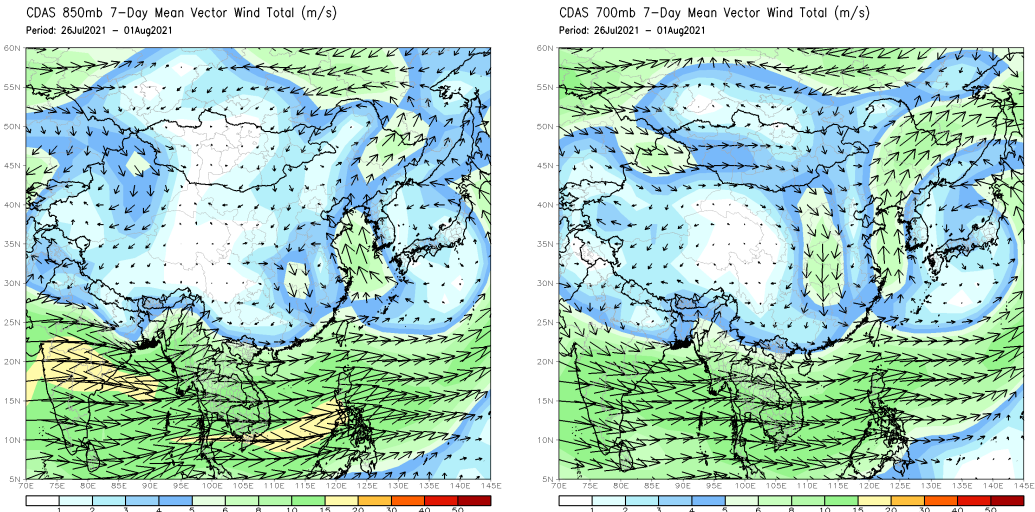 CDAS 850mb 7-Day Mean Vector Wind Total (m/s)
Period: 26Jul2021 - 01Aug2021
60N
55N
50N
45N
40N
35N
30N
25N
20N
15N
10N
5N
70E 75E 80E 85E 90E 95E 100E 105E 110E 115E 120E 125E 130E 135E 140E 145E
1 2 3 4 5 6 8 10 15 20 30 40 50
CDAS 700mb 7-Day Mean Vector Wind Total (m/s)
Period: 26Jul2021 - 01Aug2021
60N
55N
50N
45N
40N
35N
30N
25N
20N
15N
10N
5N
70E 75E 80E 85E 90E 95E 100E 105E 110E 115E 120E 125E 130E 135E 140E 145E
1 2 3 4 5 6 8 10 15 20 30 40 50